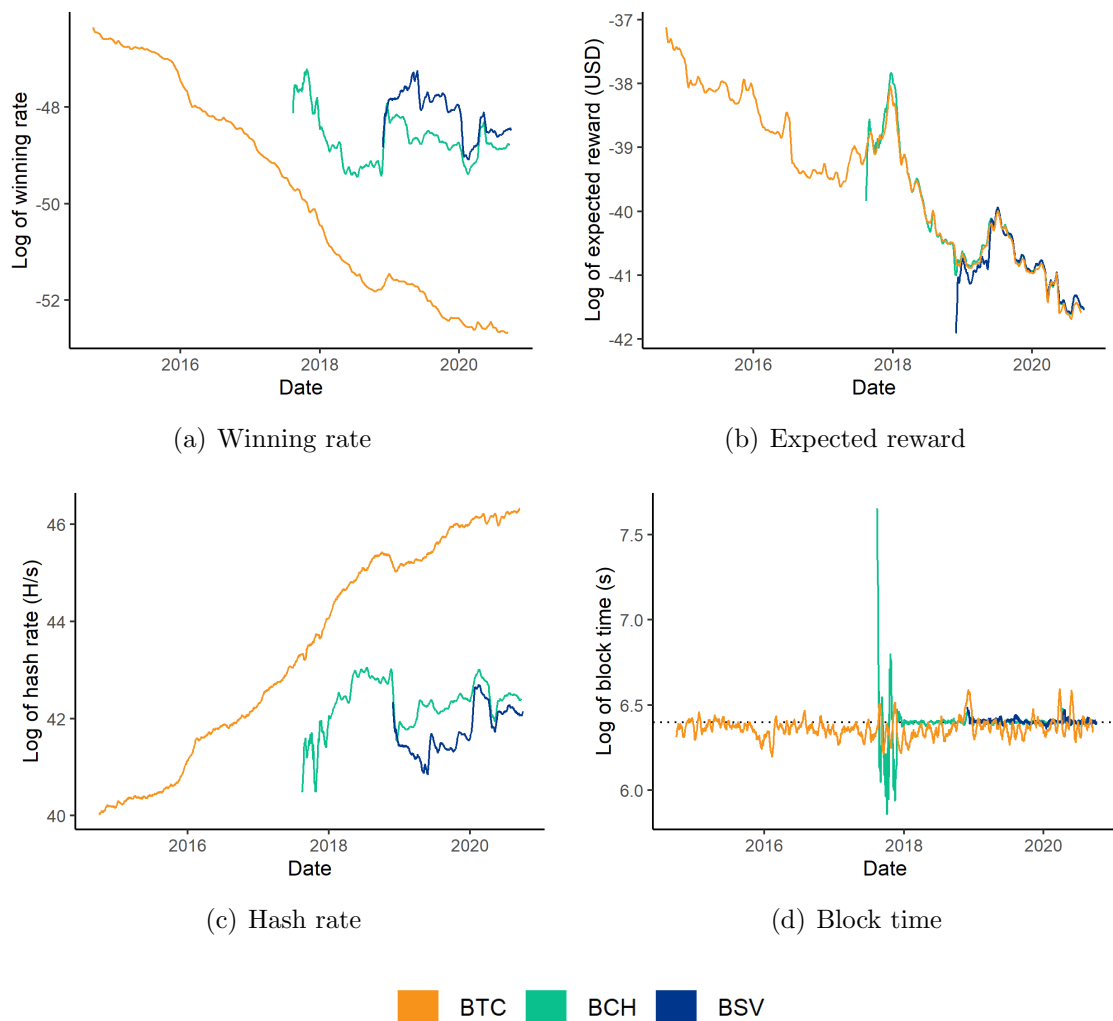 Log of winning rate
-48
-50
-52
2016
2018
2020
Date
(a) Winning rate
Log of expected reward (USD)
-37
-38
-39
-40
-41
-42
2016
2018
2020
Date
(b) Expected reward
Log of hash rate (H/s)
46
44
42
40
2016
2018
2020
Date
(c) Hash rate
Log of block time (s)
7.5
7.0
6.5
6.0
2016
2018
2020
Date
(d) Block time
BTC BCH BSV